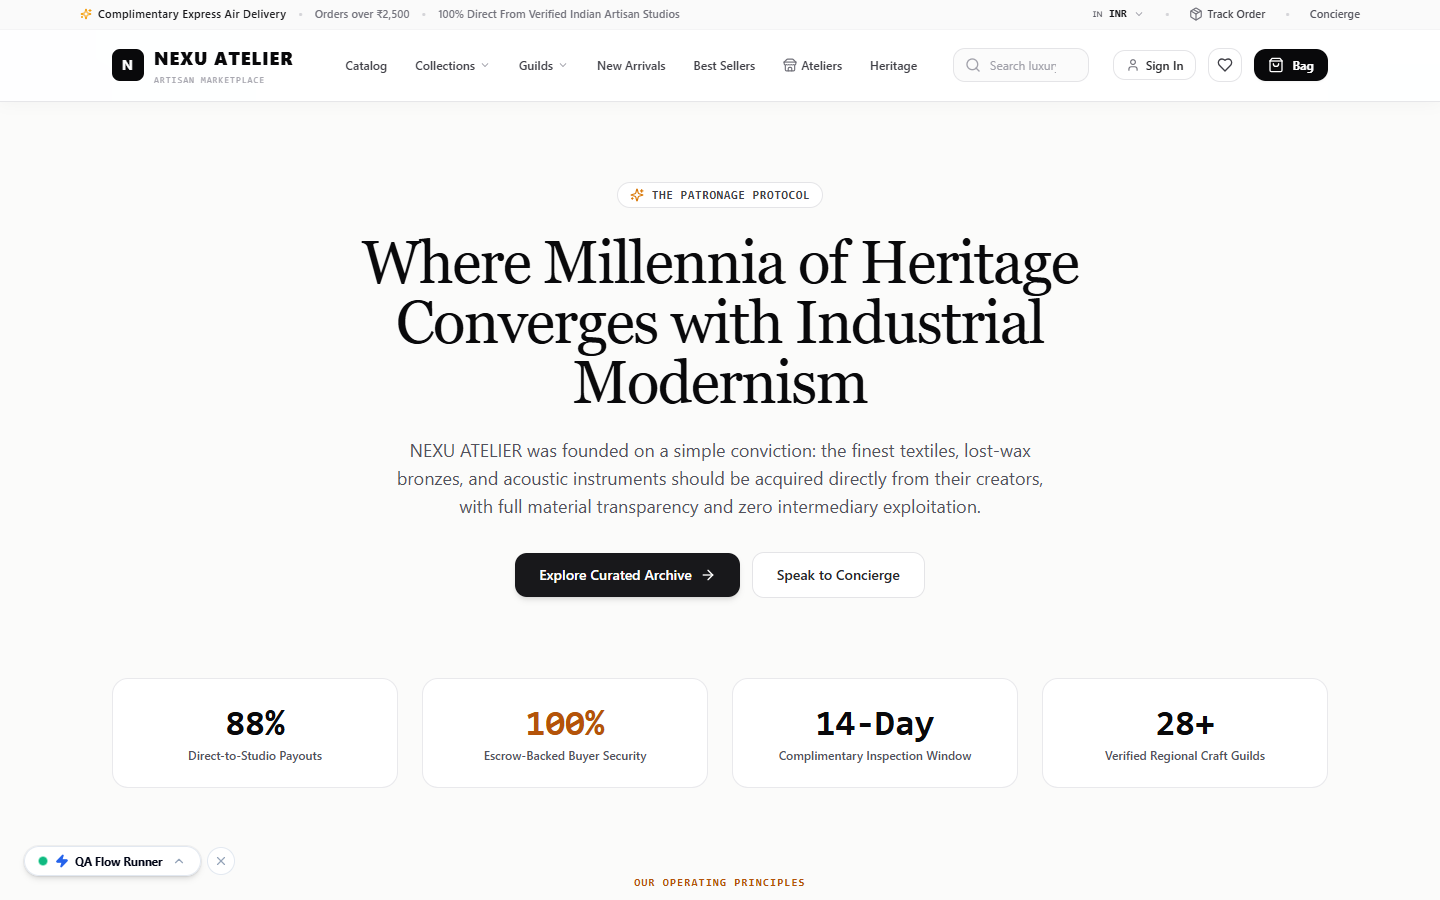 Complimentary Express Air Delivery • Orders over ₹2,500 • 100% Direct From Verified Indian Artisan Studios
IN INR • Track Order • Concierge
N
NEXU ATELIER
ARTISAN MARKETPLACE
Catalog
Collections
Guilds
New Arrivals
Best Sellers
Ateliers
Heritage
Search luxur
Sign In
Bag
THE PATRONAGE PROTOCOL
Where Millennia of Heritage
Converges with Industrial
Modernism
NEXU ATELIER was founded on a simple conviction: the finest textiles, lost-wax
bronzes, and acoustic instruments should be acquired directly from their creators,
with full material transparency and zero intermediary exploitation.
Explore Curated Archive →
Speak to Concierge
88%
Direct-to-Studio Payouts
100%
Escrow-Backed Buyer Security
14-Day
Complimentary Inspection Window
28+
Verified Regional Craft Guilds
QA Flow Runner
OUR OPERATING PRINCIPLES